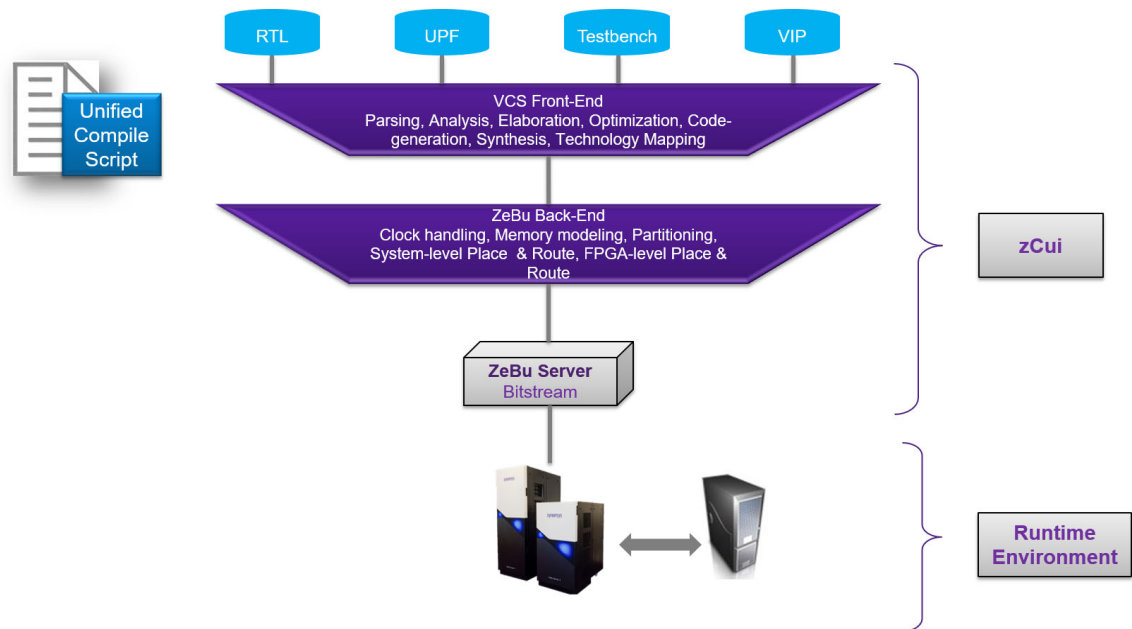 RTL
UPF
Testbench
VIP
Unified
Compile
Script
VCS Front-End
Parsing, Analysis, Elaboration, Optimization, Code-
generation, Synthesis, Technology Mapping
ZeBu Back-End
Clock handling, Memory modeling, Partitioning,
System-level Place & Route, FPGA-level Place &
Route
zCui
ZeBu Server
Bitstream
Runtime
Environment